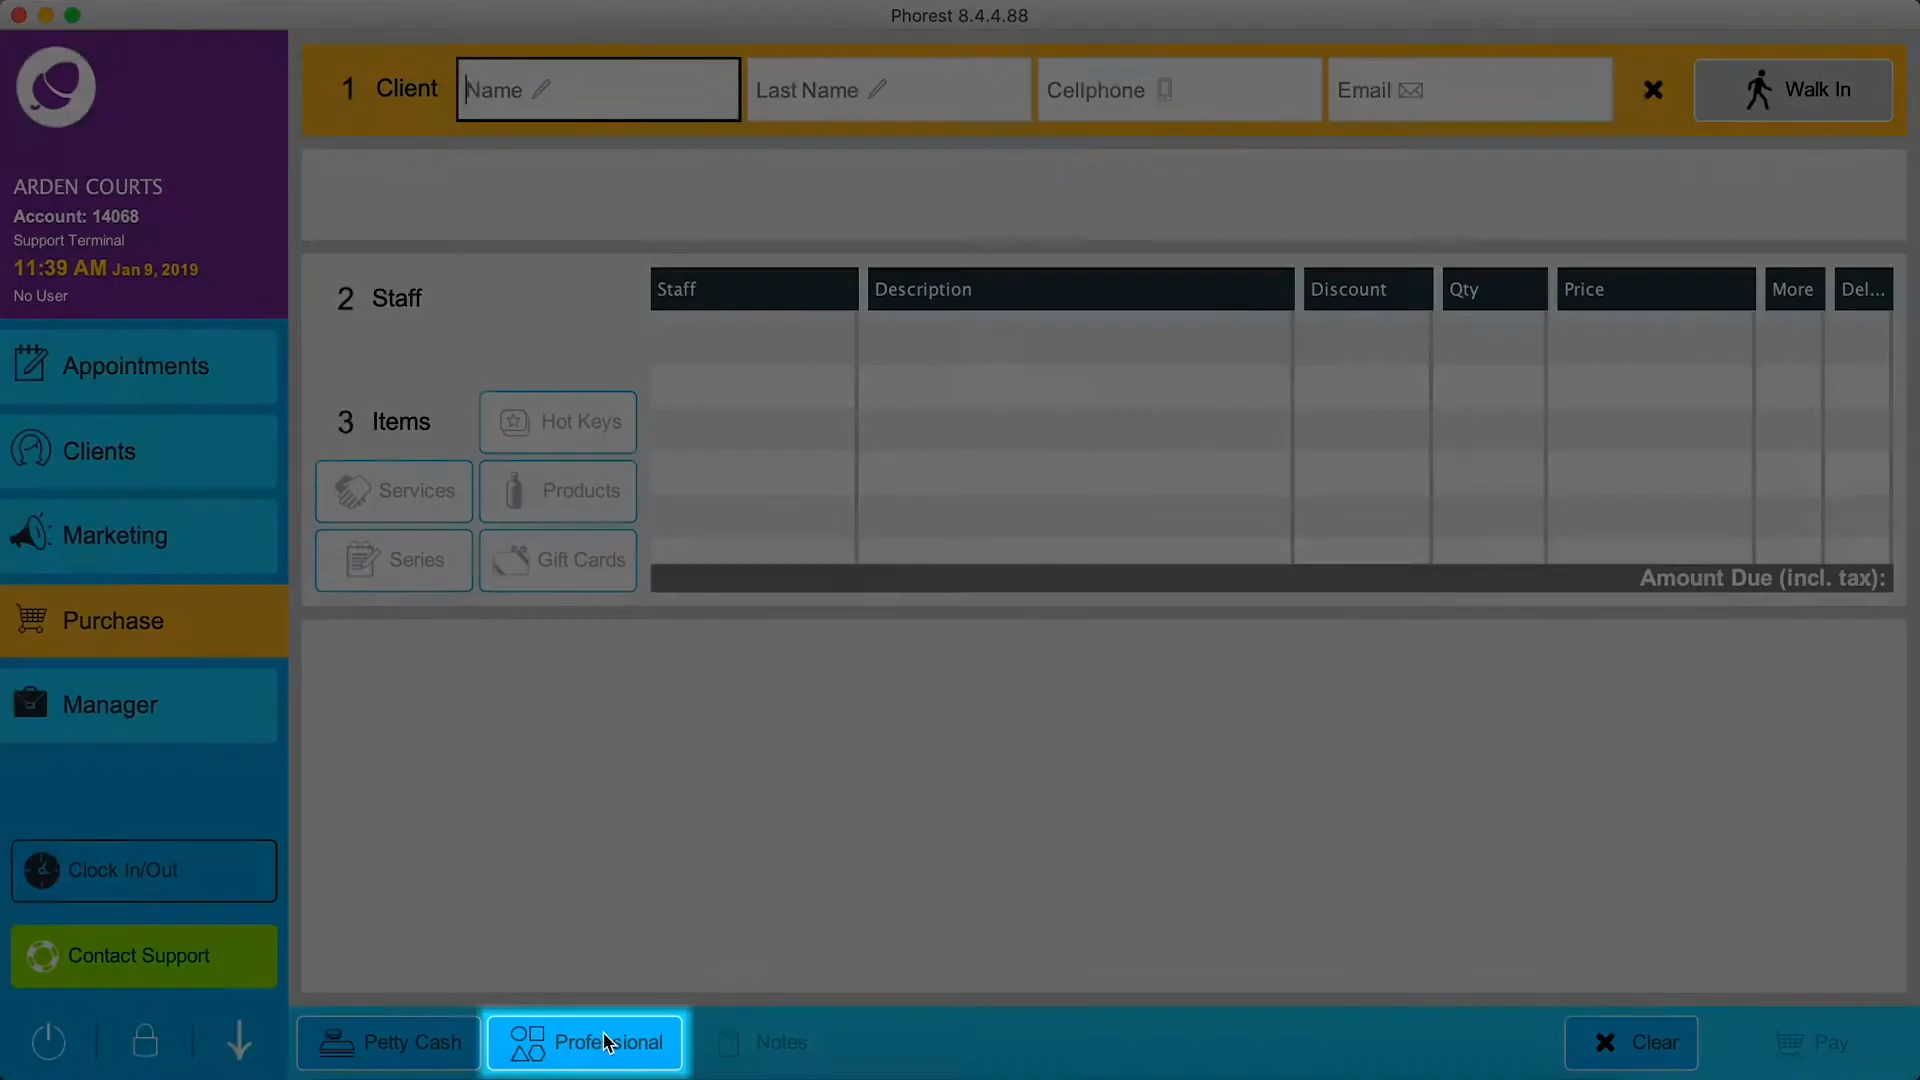 Phorest 8.4.4.88
1 Client Name Last Name Cellphone Email Walk In
ARDEN COURTS
Account: 14068
Support Terminal
11:39 AM Jan 9, 2019
No User
Appointments
Clients
Marketing
Purchase
Manager
Clock In/Out
Contact Support
2 Staff
3 Items
Hot Keys
Services Products
Series Gift Cards
Staff Description Discount Qty Price More Del...
Amount Due (incl. tax):
Petty Cash Professional Notes Clear Pay